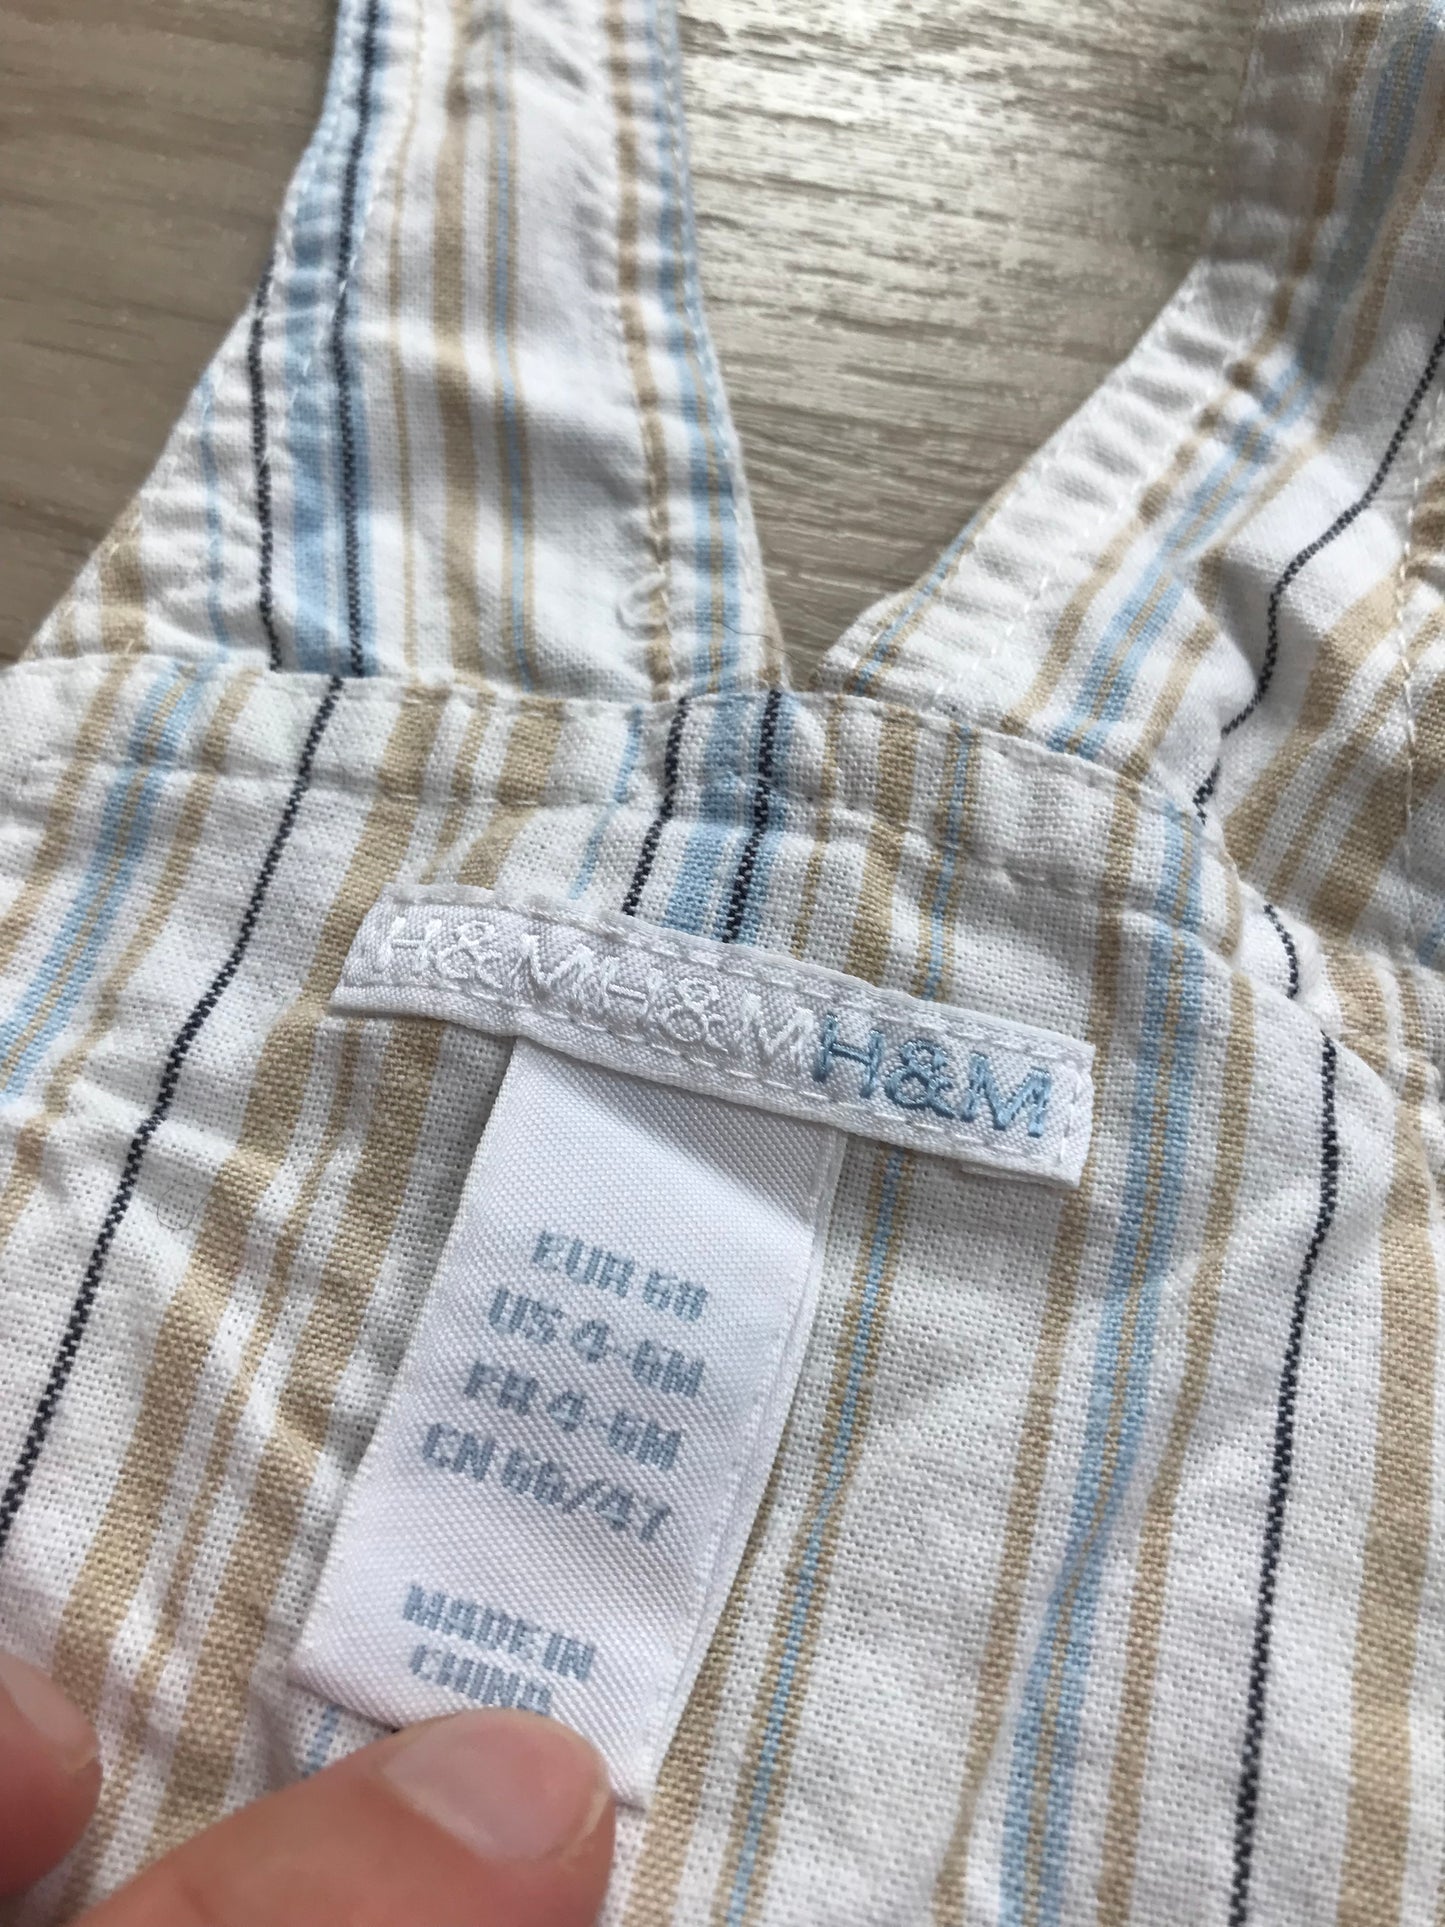 H&M H&M H&M
EUR 68
US 4-6M
FR 4-6M
CN 66/47
MADE IN
CHINA